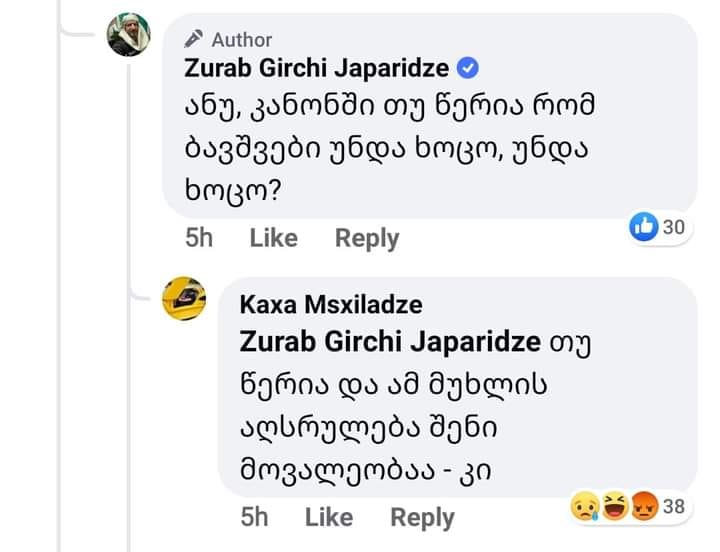 Author
Zurab Girchi Japaridze
ანუ, კანონში თუ წერია რომ
ბავშვები უნდა ხოცო, უნდა
ხოცო?
5h Like Reply 30
Kaxa Msxiladze
Zurab Girchi Japaridze თუ
წერია და ამ მუხლის
აღსრულება შენი
მოვალეობაა - კი
5h Like Reply 38